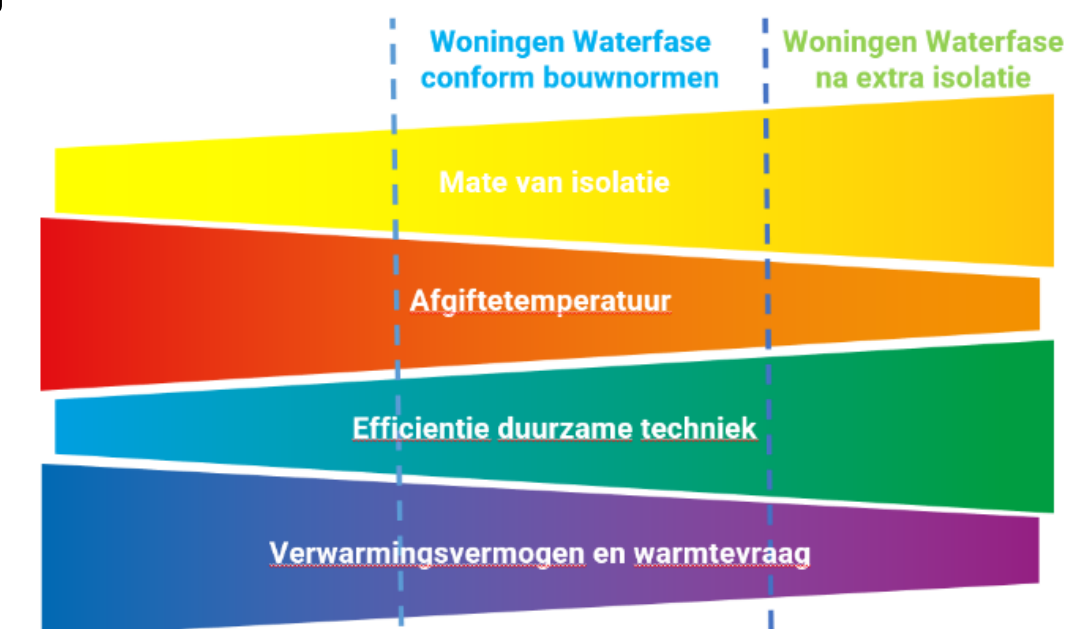 Woningen Waterfase
conform bouwnormen
Woningen Waterfase
na extra isolatie
Mate van isolatie
Afgiftetemperatuur
Efficientie duurzame techniek
Verwarmingsvermogen en warmtevraag